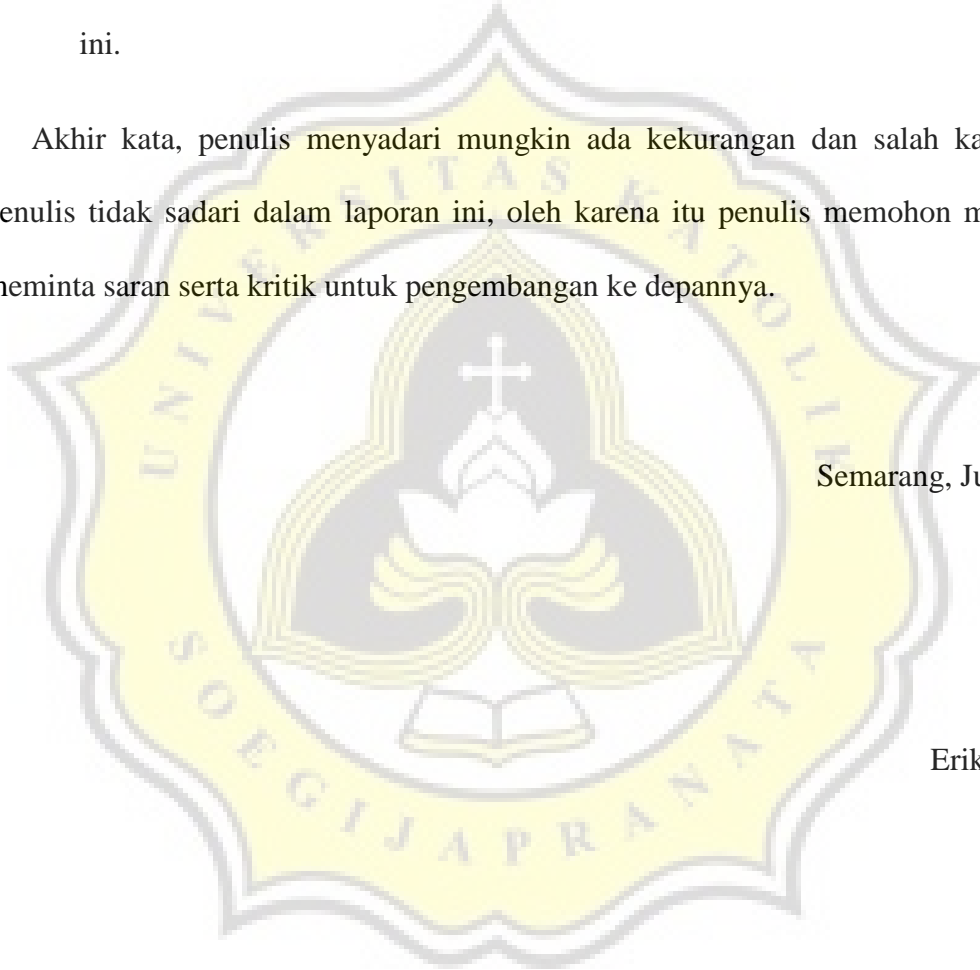 ini.
Akhir kata, penulis menyadari mungkin ada kekurangan dan salah ka
enulis tidak sadari dalam laporan ini, oleh karena itu penulis memohon m
neminta saran serta kritik untuk pengembangan ke depannya.
Semarang, Ju
Erik
UNIVERSITAS KATOLIK
SOEGIJAPRANATA